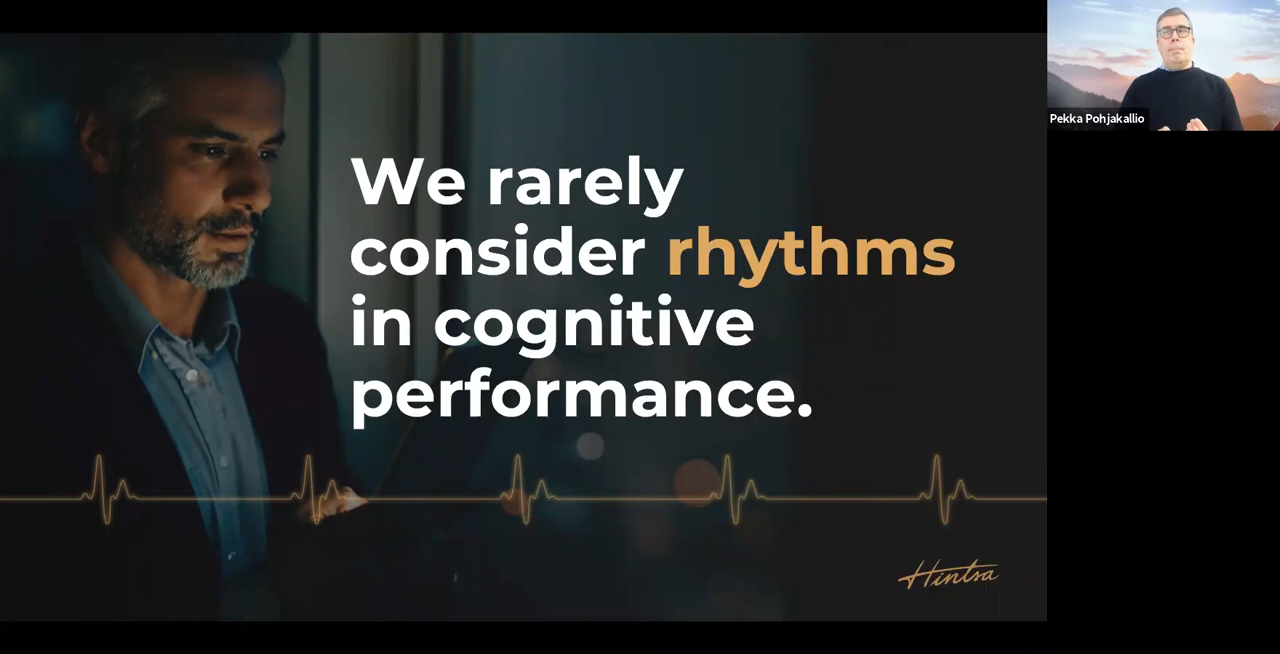 We rarely
consider rhythms
in cognitive
performance.
Hintsa
Pekka Pohjakallio